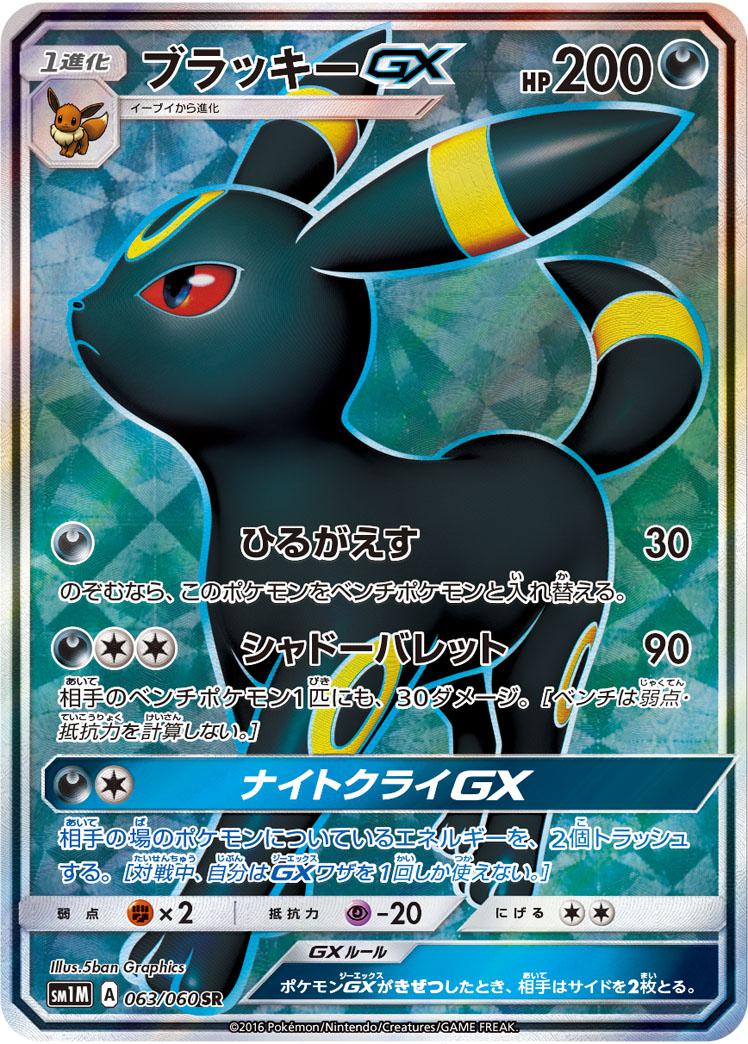 1進化 ブラッキーGX HP200
イーブイから進化
ひるがえす 30
のぞむなら、このポケモンをベンチポケモンと入れ替える。
シャドーバレット 90
相手のベンチポケモン1匹にも、30ダメージ。[ベンチは弱点・
抵抗力を計算しない。]
ナイトクライGX
相手の場のポケモンについているエネルギーを、2個トラッシュ
する。[対戦中、自分はGXワザを1回しか使えない。]
弱点 ×2 抵抗力 -20 にげる
GXルール
ポケモンGXがきぜつしたとき、相手はサイドを2枚とる。
Illus.5ban Graphics
SM1M A 063/060 SR
©2016 Pokémon/Nintendo/Creatures/GAME FREAK.